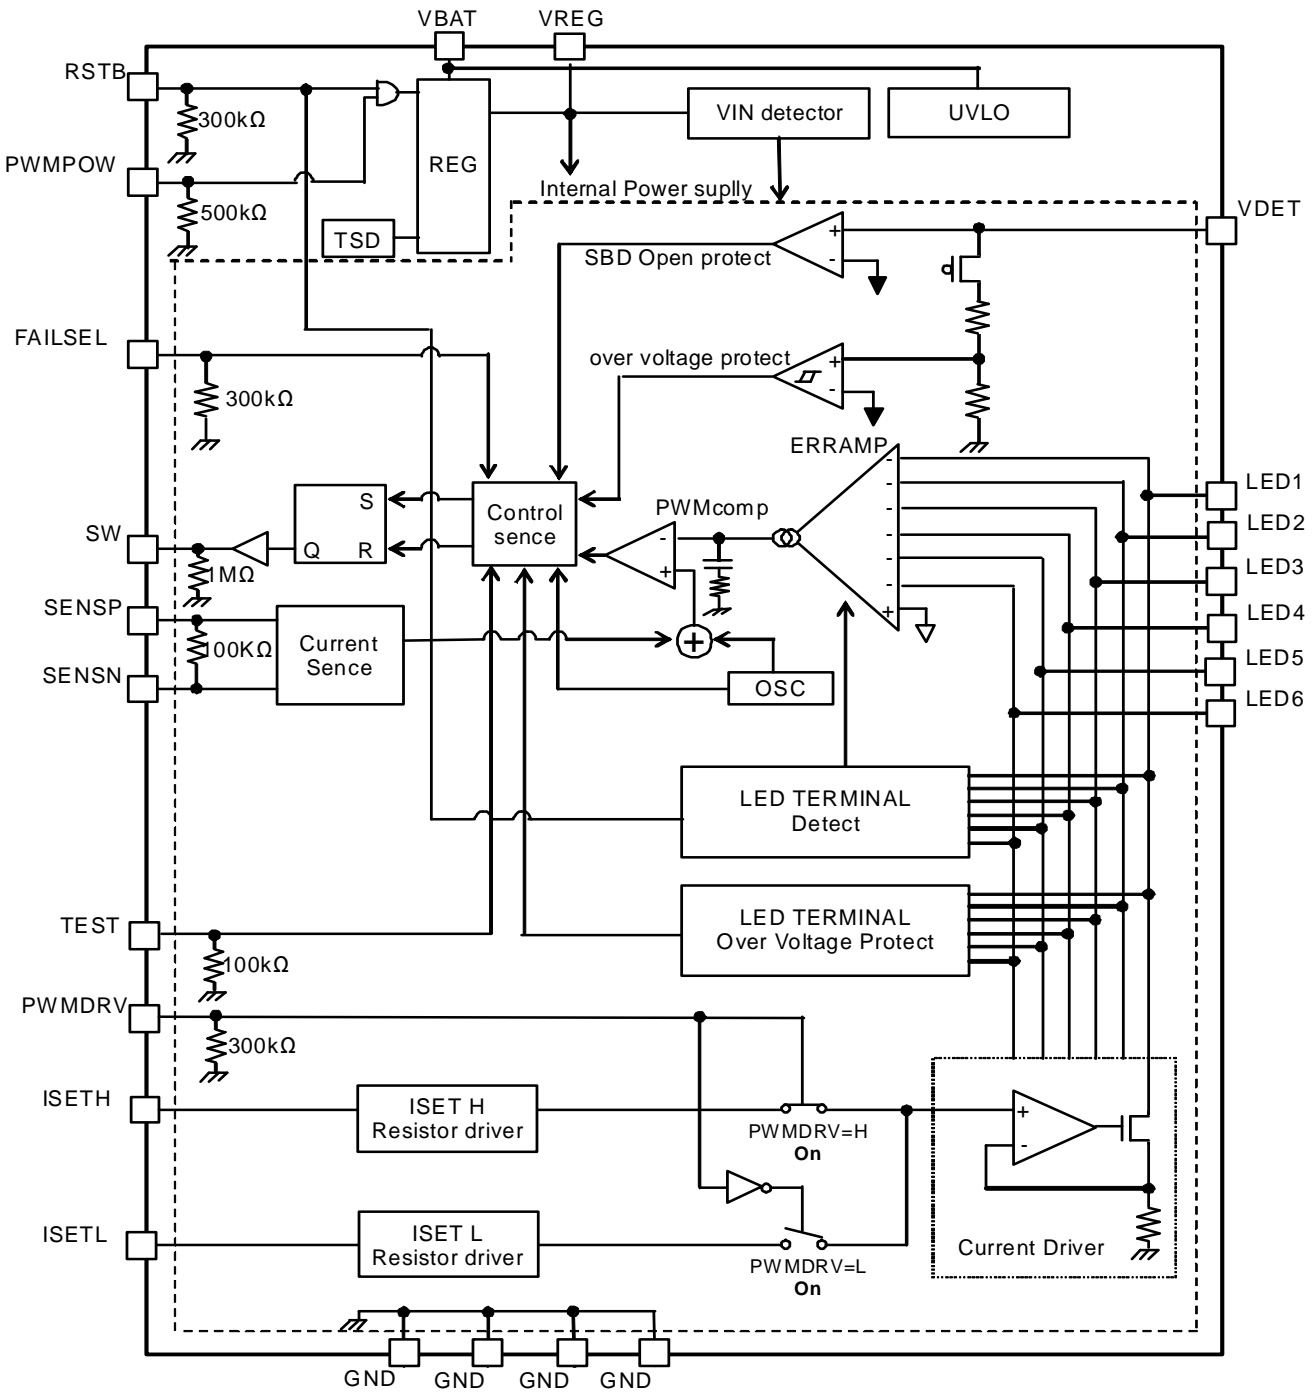 VBAT
VREG
RSTB
300kΩ
VIN detector
UVLO
PWMPOW
REG
500kΩ
Internal Power suplly
TSD
VDET
SBD Open protect
+
-
FAILSEL
over voltage protect
+
-
300kΩ
ERRAMP
-
-
-
-
-
-
+
LED1
LED2
LED3
LED4
LED5
LED6
S
Q
R
Control
sence
PWMcomp
-
+
SW
1MΩ
SENSP
100KΩ
Current
Sence
+
SENSN
OSC
LED TERMINAL
Detect
TEST
LED TERMINAL
Over Voltage Protect
100kΩ
PWMDRV
300kΩ
ISETH
ISET H
Resistor driver
PWMDRV=H
On
+
-
ISETL
ISET L
Resistor driver
PWMDRV=L
On
Current Driver
GND
GND
GND
GND